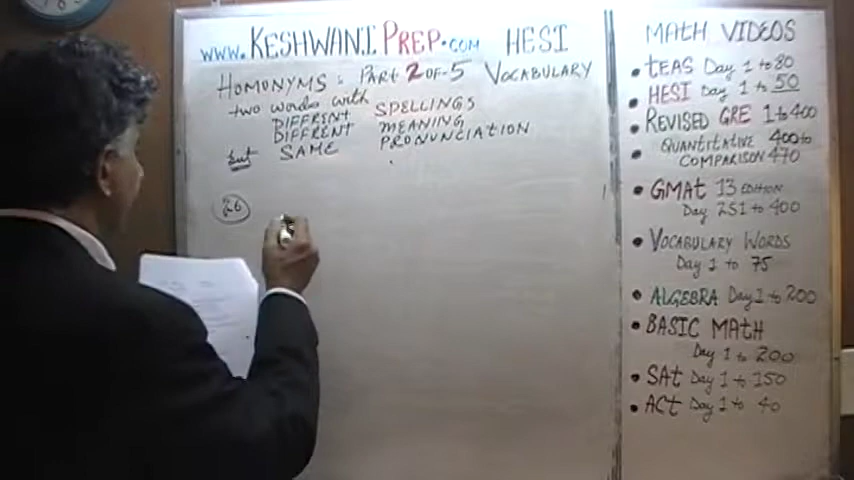 www.KESHWANIPREP.COM HESI
HOMONYMS: PART 2 OF-5 VOCABULARY
two words with
DIFFRENT SPELLINGS
DIFFRENT MEANING
but SAME PRONUNCIATION
26
MATH VIDEOS
• TEAS Day 1 to 80
• HESI Day 1 to 50
• REVISED GRE 1 to 400
• QUANTITATIVE 400 to
COMPARISON 470
• GMAT 13 EDITION
Day 251 to 400
• VOCABULARY WORDS
Day 1 to 75
• ALGEBRA Day 1 to 200
• BASIC MATH
Day 1 to 200
• SAT Day 1 to 150
• ACT Day 1 to 40